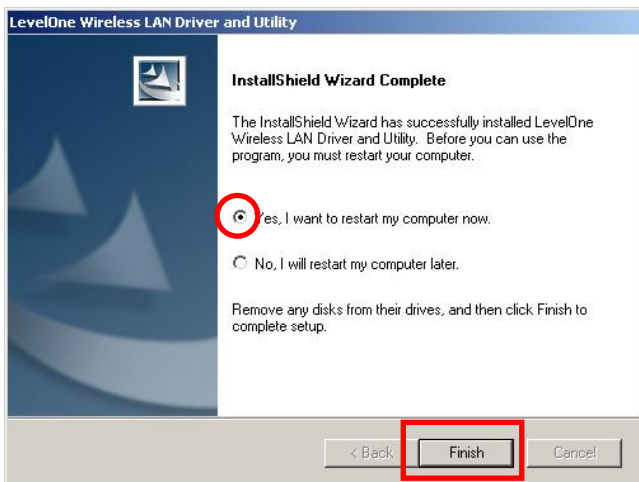 LevelOne Wireless LAN Driver and Utility
InstallShield Wizard Complete
The InstallShield Wizard has successfully installed LevelOne
Wireless LAN Driver and Utility. Before you can use the
program, you must restart your computer.
Yes, I want to restart my computer now.
No, I will restart my computer later.
Remove any disks from their drives, and then click Finish to
complete setup.
< Back Finish Cancel